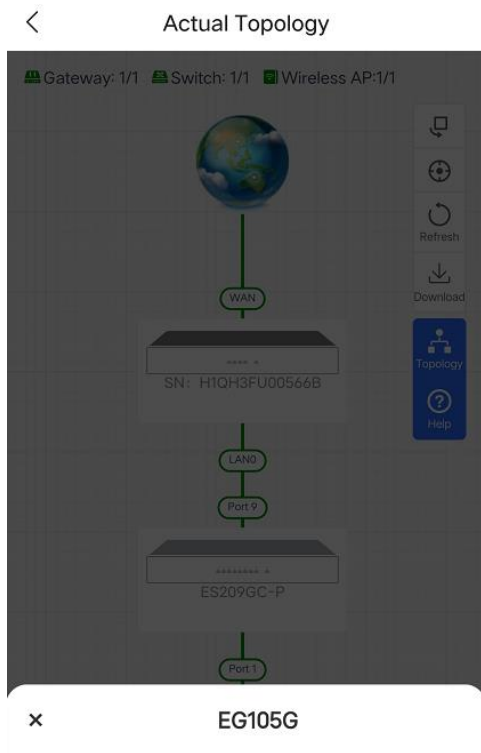 Actual Topology
Gateway: 1/1 Switch: 1/1 Wireless AP:1/1
Refresh
Download
WAN
Topology
SN: H1QH3FU00566B
Help
LAN0
Port 9
ES209GC-P
Port 1
EG105G